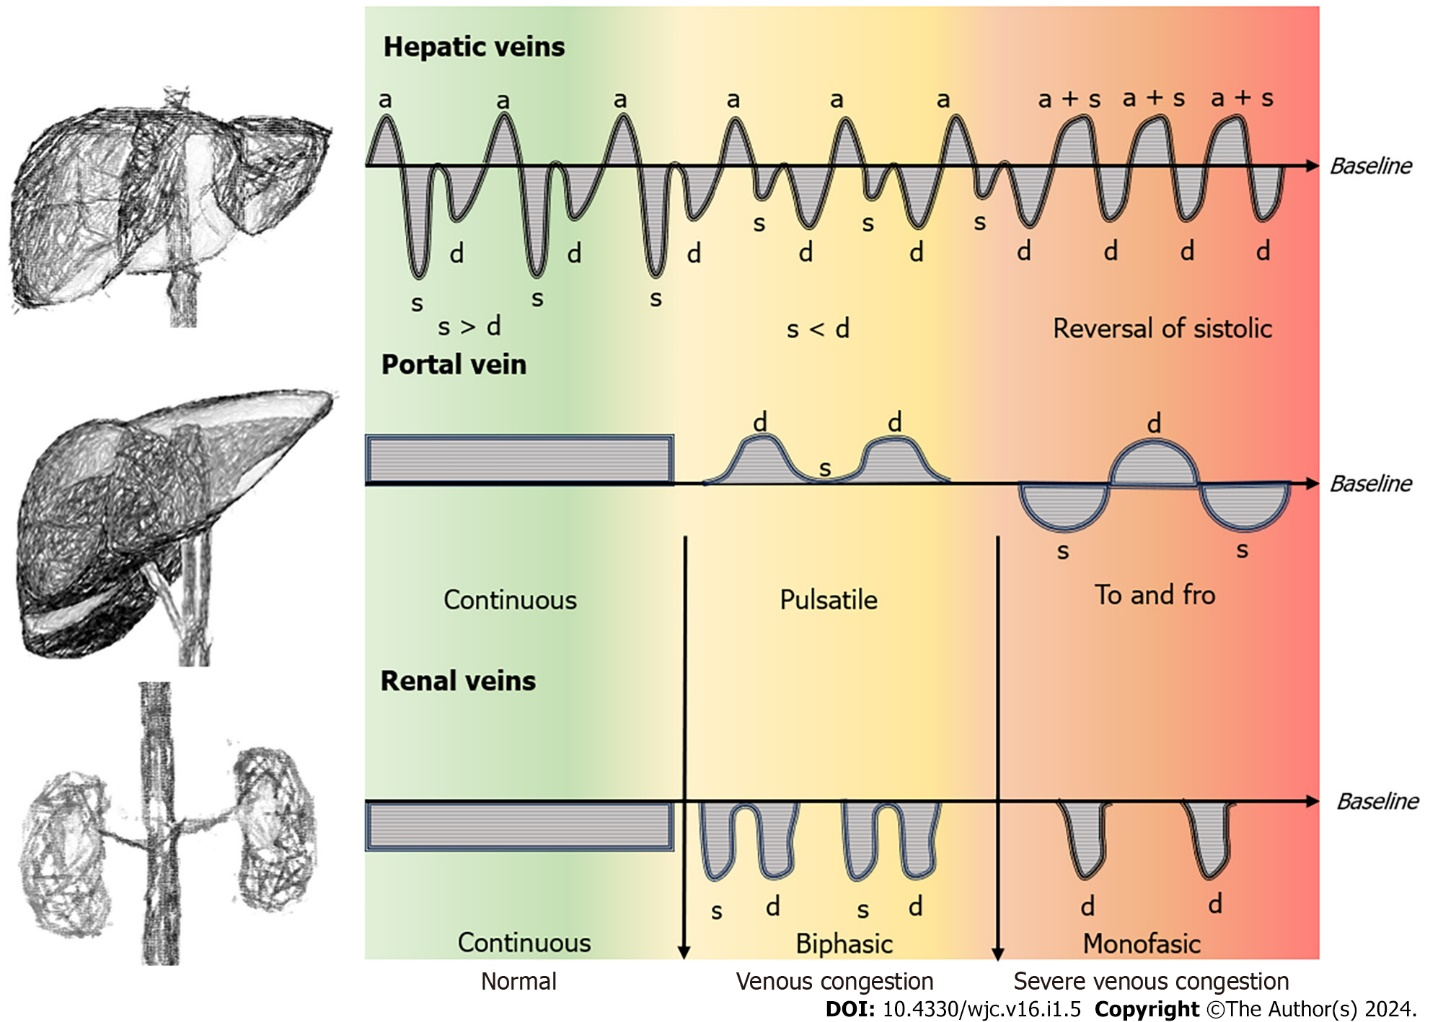 Hepatic veins
a a a a a a a + s a + s a + s
Baseline
s s s
d d d d d d d d d
s s s
s > d s < d Reversal of sistolic
Portal vein
d d d
s
Baseline
s s
Continuous Pulsatile To and fro
Renal veins
Baseline
s d s d d d
Continuous Biphasic Monofasic
Normal Venous congestion Severe venous congestion
DOI: 10.4330/wjc.v16.i1.5 Copyright ©The Author(s) 2024.